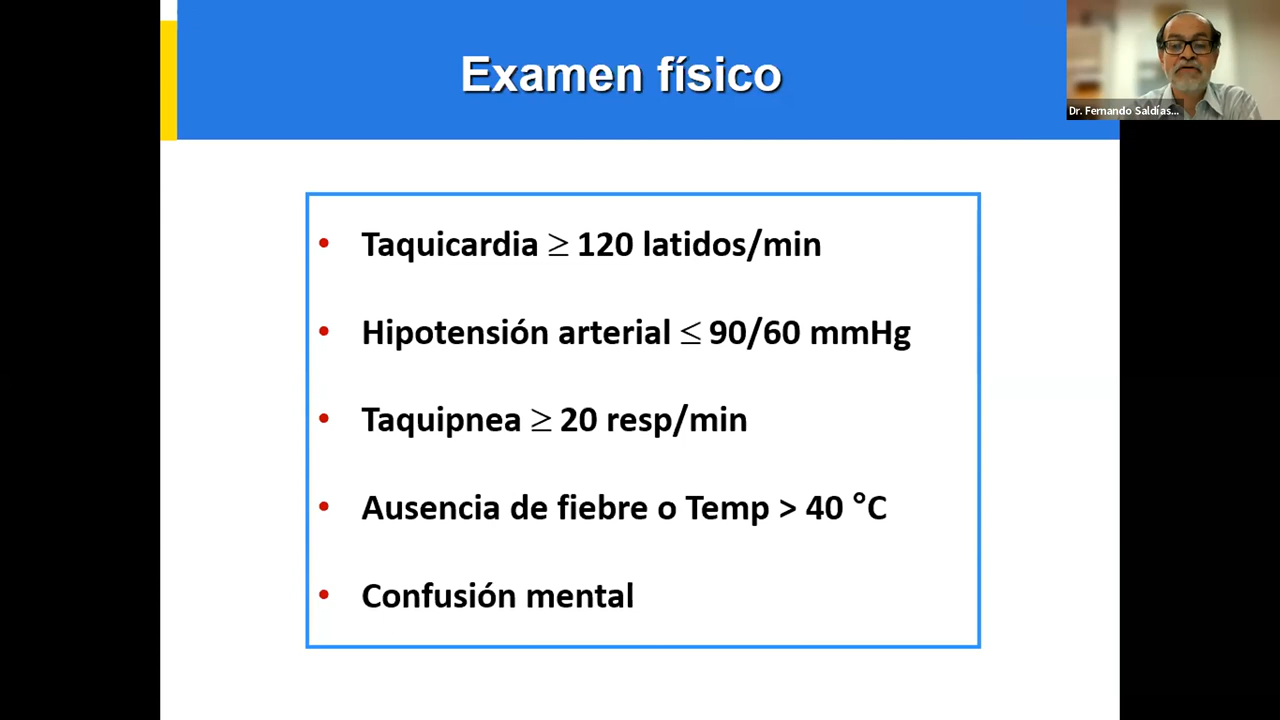 Examen físico
Dr. Fernando Saldías...
• Taquicardia ≥ 120 latidos/min
• Hipotensión arterial ≤ 90/60 mmHg
• Taquipnea ≥ 20 resp/min
• Ausencia de fiebre o Temp > 40 °C
• Confusión mental